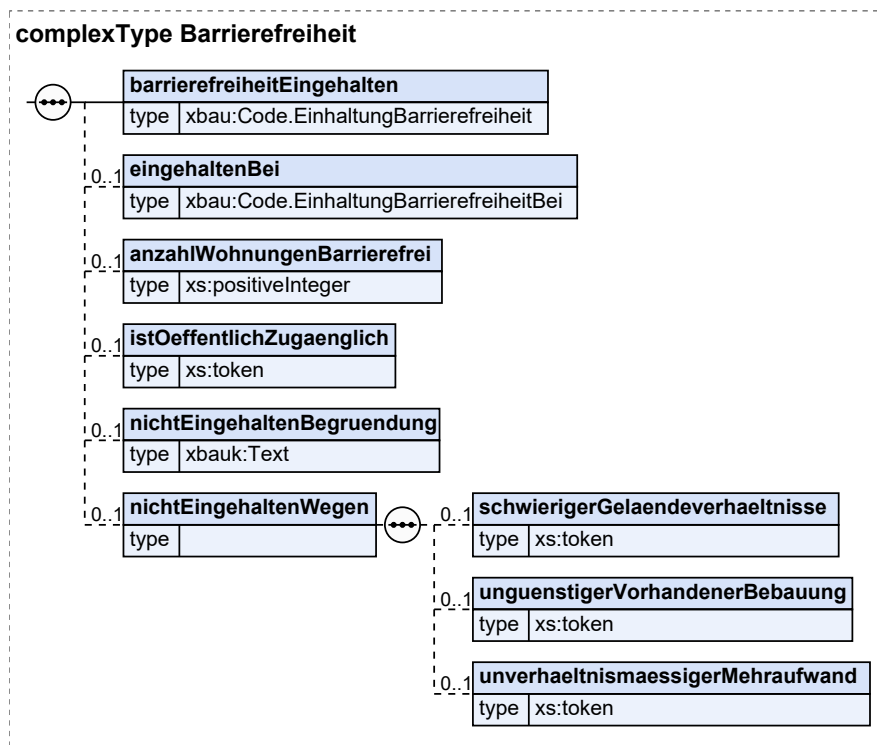 complexType Barrierefreiheit
barrierefreiheitEingehalten
type xbau:Code.EinhaltungBarrierefreiheit
0..1 eingehaltenBei
type xbau:Code.EinhaltungBarrierefreiheitBei
0..1 anzahlWohnungenBarrierefrei
type xs:positiveInteger
0..1 istOeffentlichZugaenglich
type xs:token
0..1 nichtEingehaltenBegruendung
type xbauk:Text
0..1 nichtEingehaltenWegen
type
0..1 schwierigerGelaendeverhaeltnisse
type xs:token
0..1 unguenstigerVorhandenerBebauung
type xs:token
0..1 unverhaeltnismaessigerMehraufwand
type xs:token